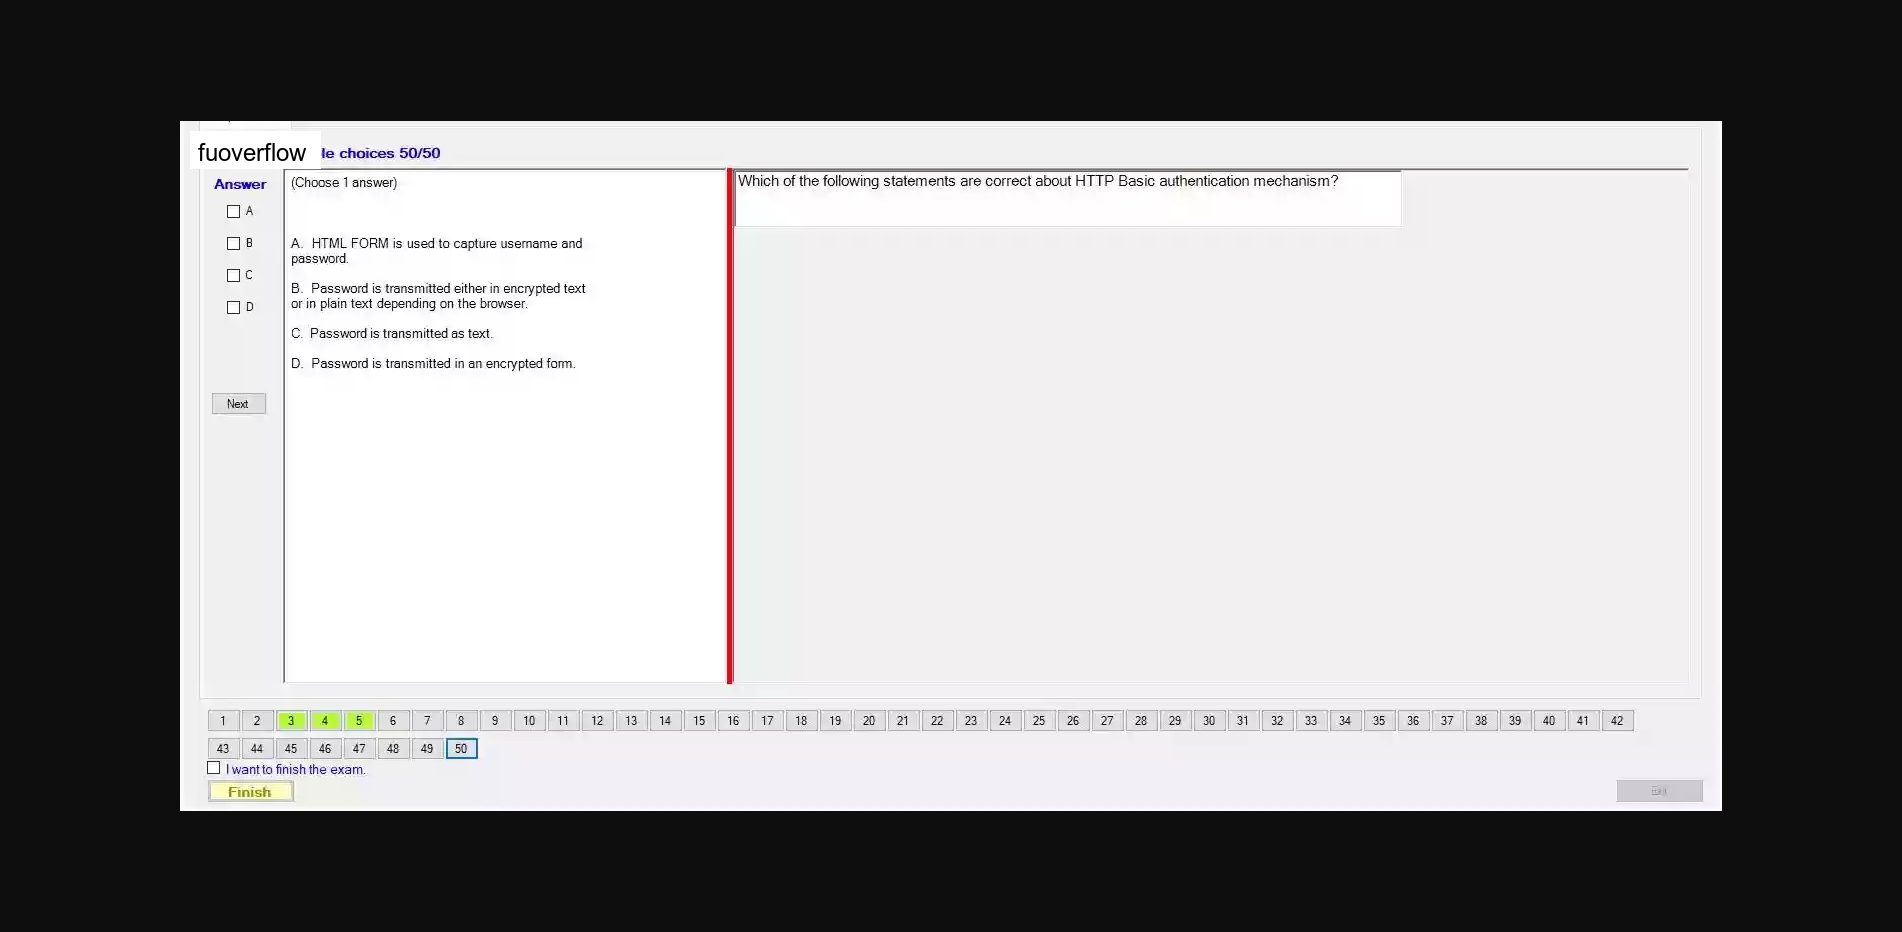 fuoverflow
le choices 50/50
Answer
(Choose 1 answer)
Which of the following statements are correct about HTTP Basic authentication mechanism?
A
B
C
D
A. HTML FORM is used to capture username and
password.
B. Password is transmitted either in encrypted text
or in plain text depending on the browser.
C. Password is transmitted as text.
D. Password is transmitted in an encrypted form.
Next
1 2 3 4 5 6 7 8 9 10 11 12 13 14 15 16 17 18 19 20 21 22 23 24 25 26 27 28 29 30 31 32 33 34 35 36 37 38 39 40 41 42
43 44 45 46 47 48 49 50
I want to finish the exam.
Finish
Exit